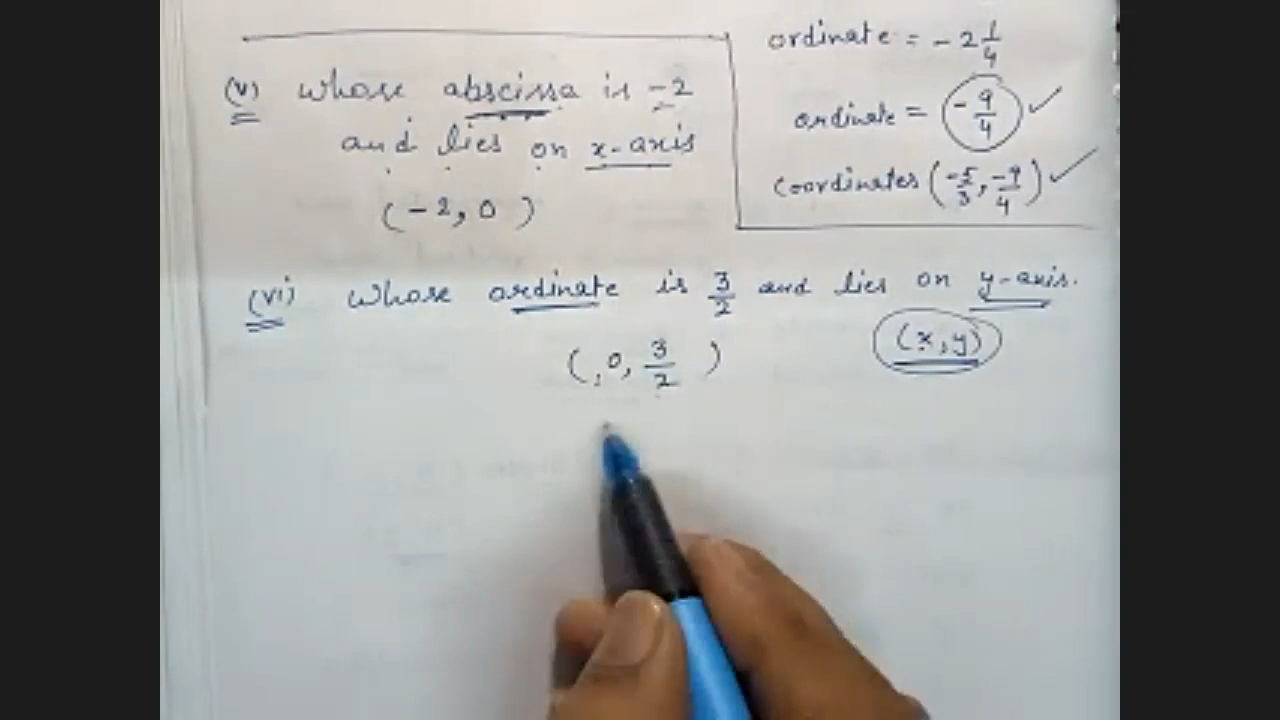 ordinate = - 2 1/4
ordinate = - 9/4
coordinates (-5/3, -9/4)
(v) whose abscissa is -2
and lies on x-axis
(-2, 0)
(vi) whose ordinate is 3/2 and lies on y-axis.
(x, y)
(0, 3/2)